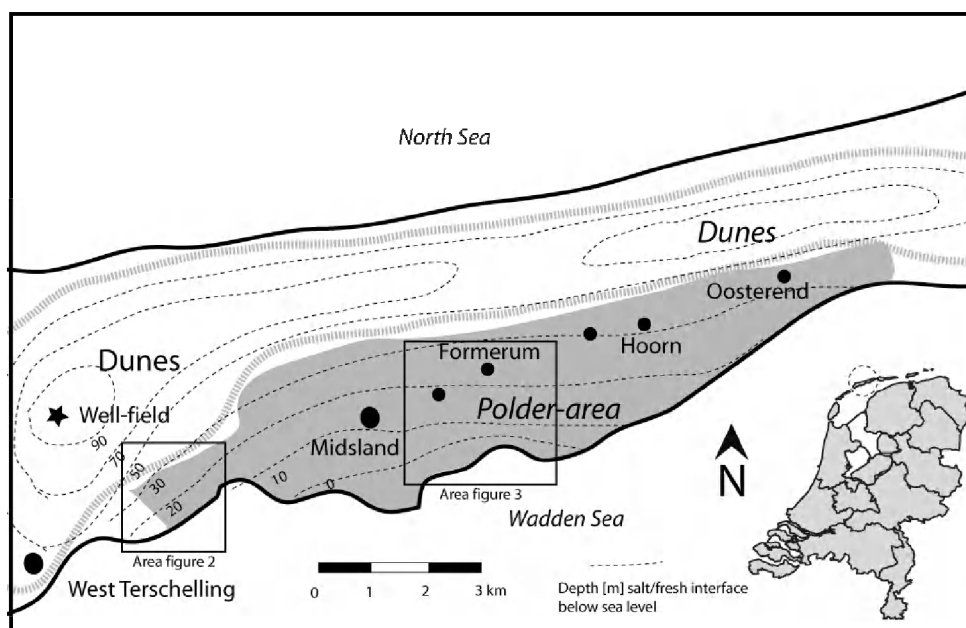 North Sea
Dunes
Oosterend
Hoorn
Formerum
Dunes
Well-field
Polder-area
Midsland
90
70
50
30
20
10
0
N
Area figure 3
Wadden Sea
Area figure 2
West Terschelling
0 1 2 3 km
Depth [m] salt/fresh interface
below sea level